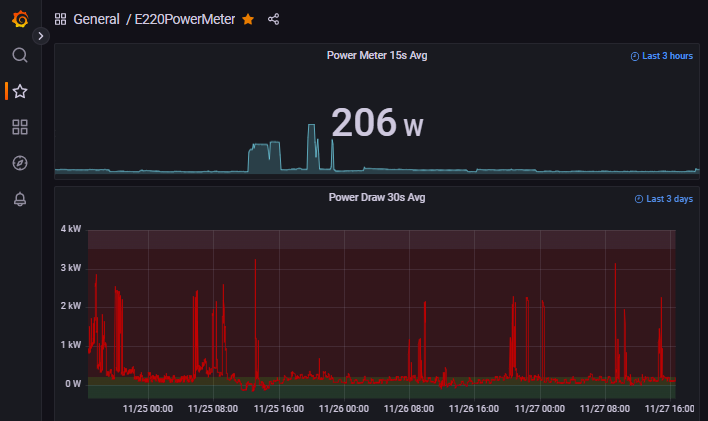 General / E220PowerMeter
Power Meter 15s Avg
Last 3 hours
206 W
Power Draw 30s Avg
Last 3 days
4 kW
3 kW
2 kW
1 kW
0 W
11/25 00:00 11/25 08:00 11/25 16:00 11/26 00:00 11/26 08:00 11/26 16:00 11/27 00:00 11/27 08:00 11/27 16:00